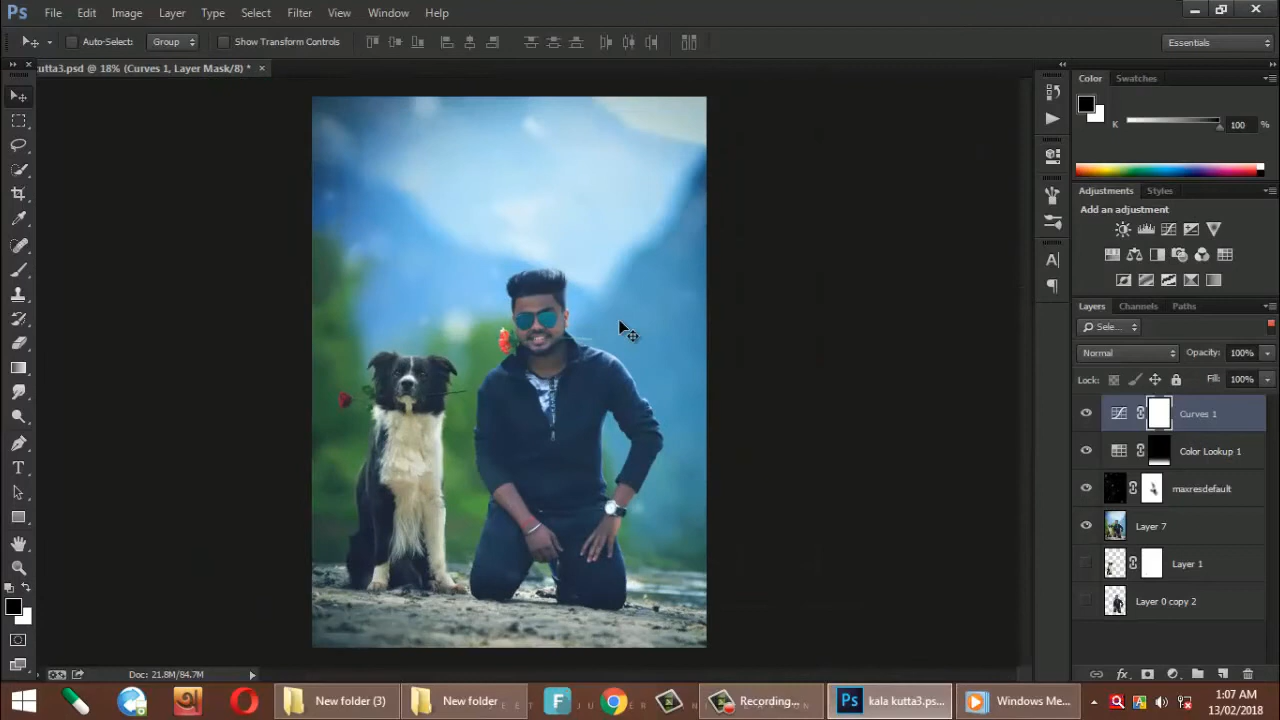 Ps File Edit Image Layer Type Select Filter View Window Help
Auto-Select: Group Show Transform Controls Essentials
cutta3.psd @ 18% (Curves 1, Layer Mask/8) * ×
Color Swatches
K 100 %
Adjustments Styles
Add an adjustment
Layers Channels Paths
Sele...
Normal Opacity: 100%
Lock: Fill: 100%
Curves 1
Color Lookup 1
maxresdefault
Layer 7
Layer 1
Layer 0 copy 2
18% Doc: 21.8M/84.7M
New folder (3) New folder Recording... Ps kala kutta3.ps... Windows Me... 1:07 AM
13/02/2018